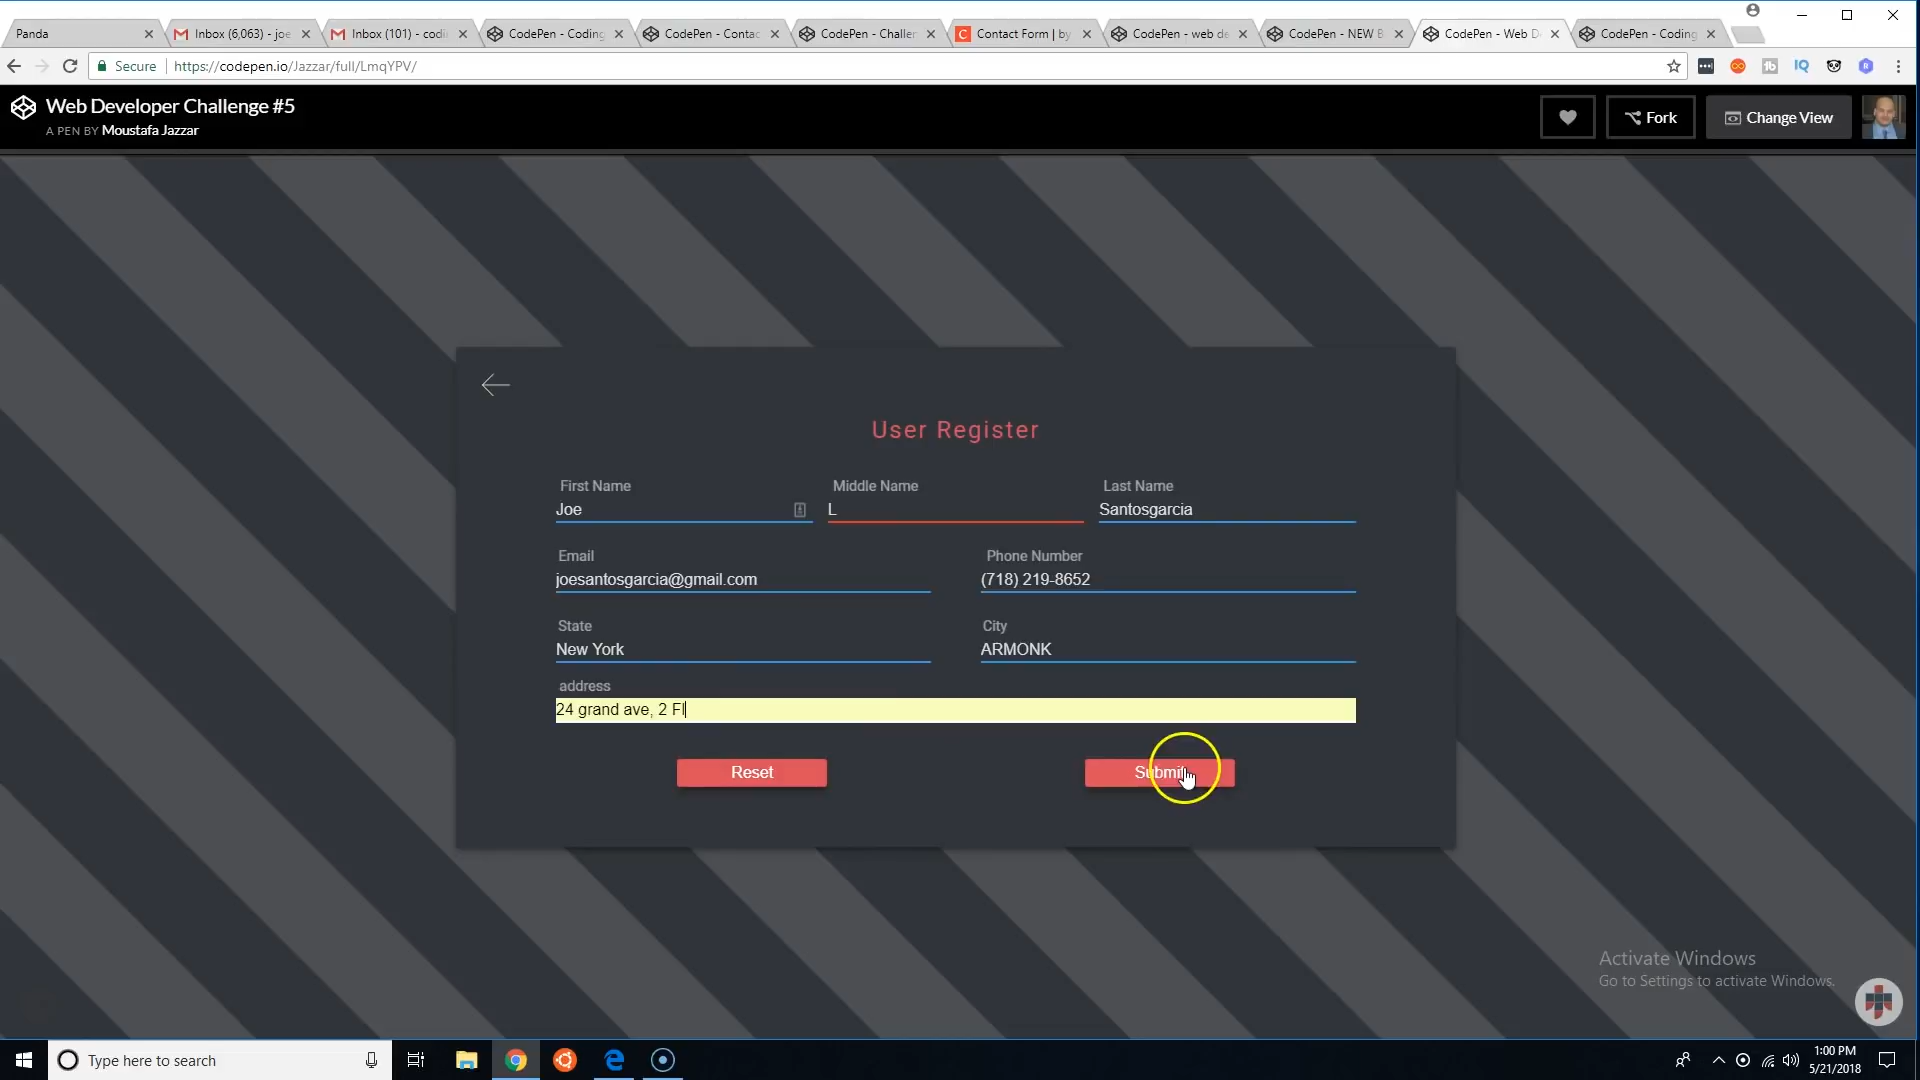 Panda
Inbox (6,063) - joe
Inbox (101) - codi
CodePen - Coding
CodePen - Contac
CodePen - Challen
Contact Form | by
CodePen - web de
CodePen - NEW B
CodePen - Web D
CodePen - Coding
Secure
https://codepen.io/Jazzar/full/LmqYPV/
Web Developer Challenge #5
A PEN BY Moustafa Jazzar
Fork
Change View
User Register
First Name
Middle Name
Last Name
Joe
L
Santosgarcia
Email
Phone Number
joesantosgarcia@gmail.com
(718) 219-8652
State
City
New York
ARMONK
address
24 grand ave, 2 Fl
Reset
Submit
Activate Windows
Go to Settings to activate Windows.
Type here to search
1:00 PM
5/21/2018